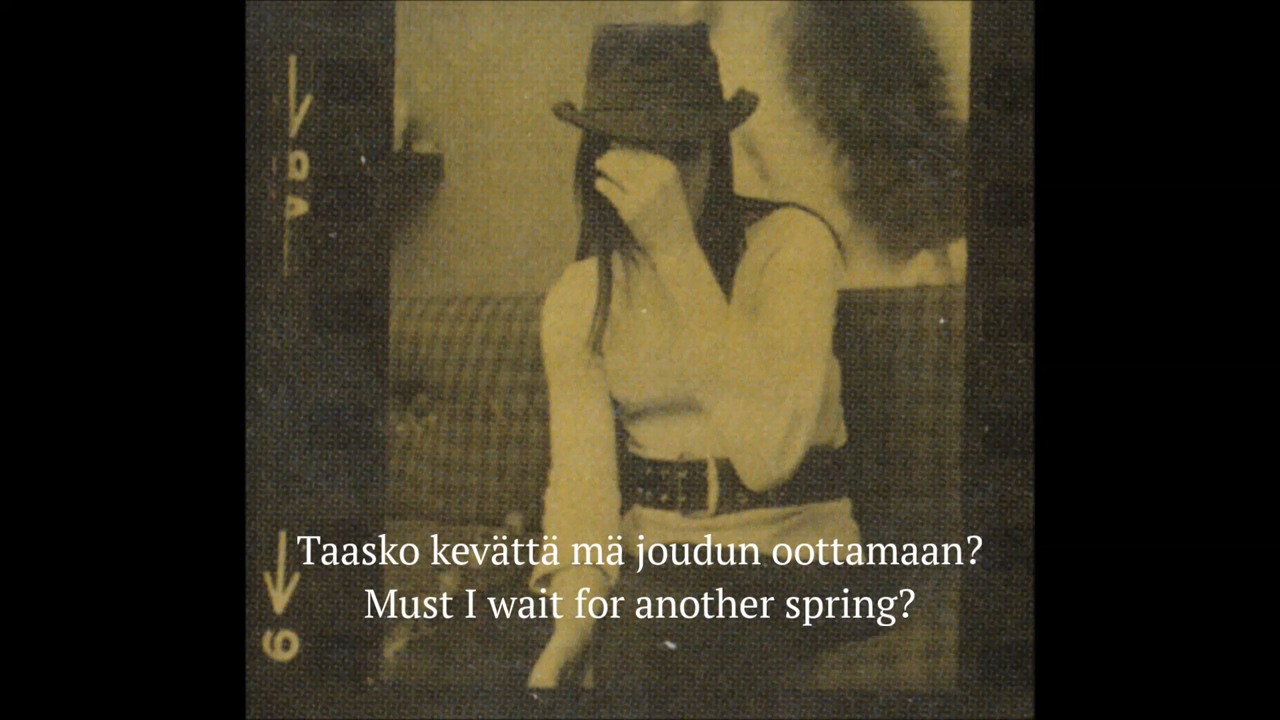 Taasko kevättä mä joudun oottamaan?
Must I wait for another spring?